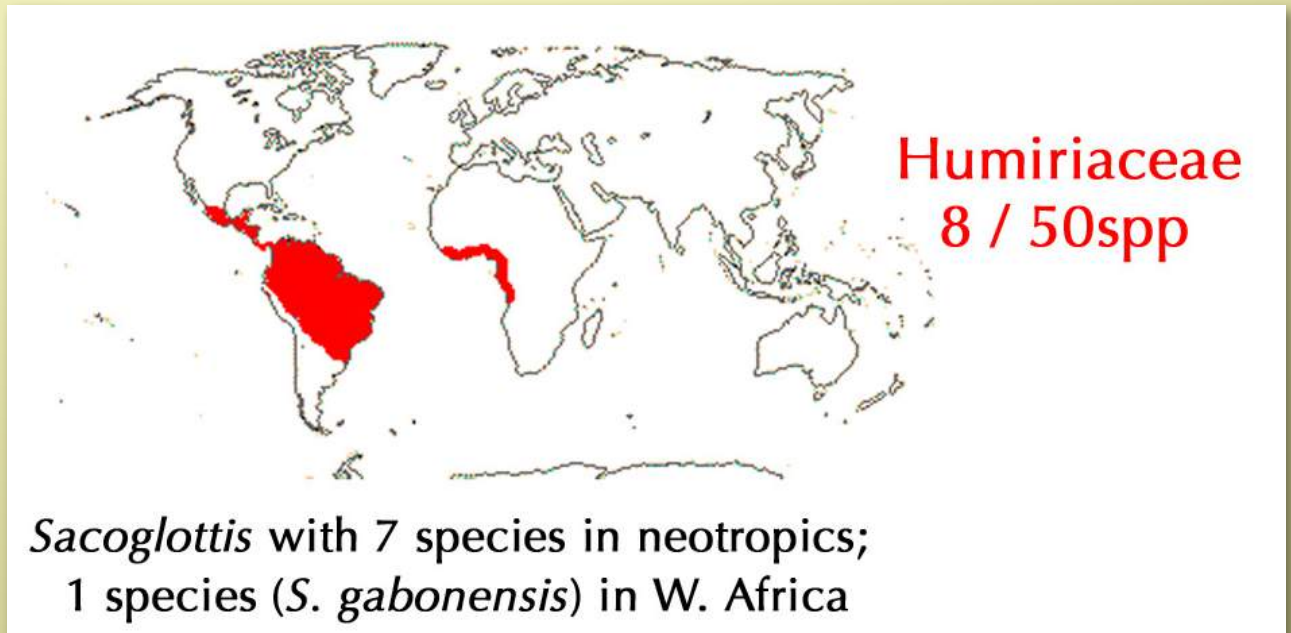 Humiriaceae
8 / 50spp
Sacoglottis with 7 species in neotropics;
1 species (S. gabonensis) in W. Africa